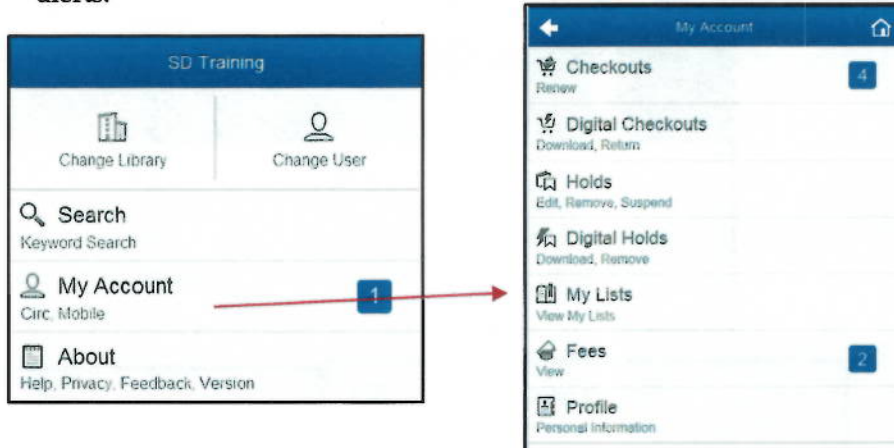 alerts.
SD Training
Change Library
Change User
Search
Keyword Search
My Account
1
Circ, Mobile
About
Help, Privacy, Feedback, Version
My Account
Checkouts
4
Renew
Digital Checkouts
Download, Return
Holds
Edit, Remove, Suspend
Digital Holds
Download, Remove
My Lists
View My Lists
Fees
2
View
Profile
Personal Information